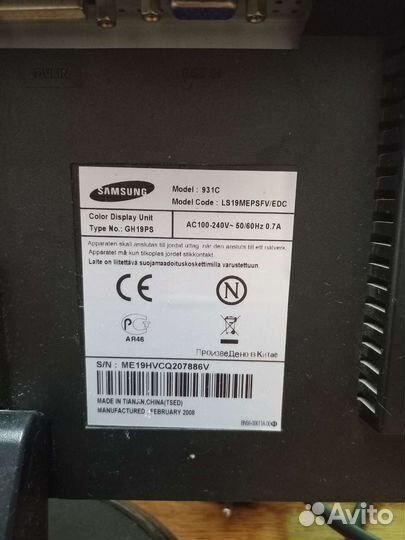 SAMSUNG
Model : 931C
Model Code : LS19MEPSFV/EDC
Color Display Unit
Type No.: GH19PS
AC100-240V~ 50/60Hz 0.7A
Apparaten skall anslutas till jordat uttag, när den ansluts till ett nätverk.
Apparatet må kun tilkoples jordet stikkontakt.
Laite on liitettävä suojamaadoituskoskettimilla varustettuun.
CE
N
РС
АЯ46
ПроизвеДено в Китае
S/N : ME19HVCQ207886V
MADE IN TIANJIN,CHINA(TSED)
MANUFACTURED : FEBRUARY 2008
Avito